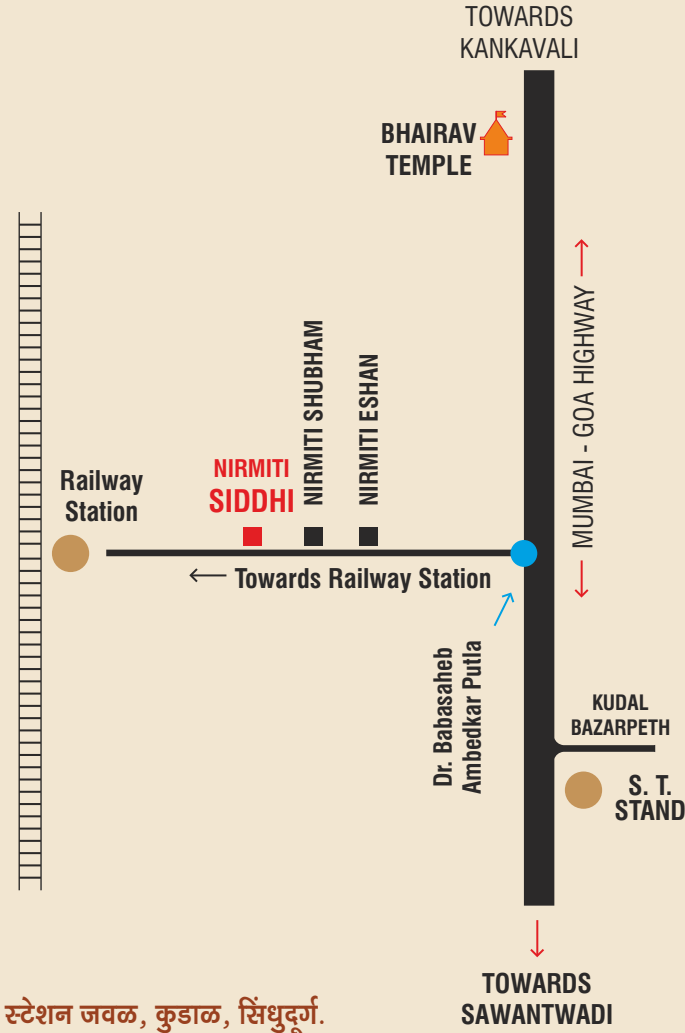 TOWARDS
KANKAVALI
BHAIRAV
TEMPLE
MUMBAI - GOA HIGHWAY
NIRMITI SHUBHAM
NIRMITI ESHAN
NIRMITI
SIDDHI
Railway
Station
Towards Railway Station
Dr. Babasaheb
Ambedkar Putla
KUDAL
BAZARPETH
S. T.
STAND
TOWARDS
SAWANTWADI
स्टेशन जवळ, कुडाळ, सिंधुदूर्ग.